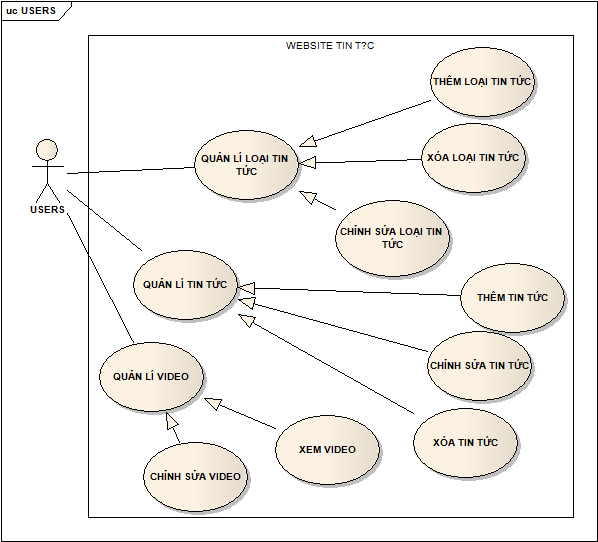 uc USERS
WEBSITE TIN T?C
THÊM LOẠI TIN TỨC
QUẢN LÍ LOẠI TIN
TỨC
XÓA LOẠI TIN TỨC
USERS
CHỈNH SỬA LOẠI TIN
TỨC
QUẢN LÍ TIN TỨC
THÊM TIN TỨC
CHỈNH SỬA TIN TỨC
QUẢN LÍ VIDEO
XÓA TIN TỨC
XEM VIDEO
CHỈNH SỬA VIDEO